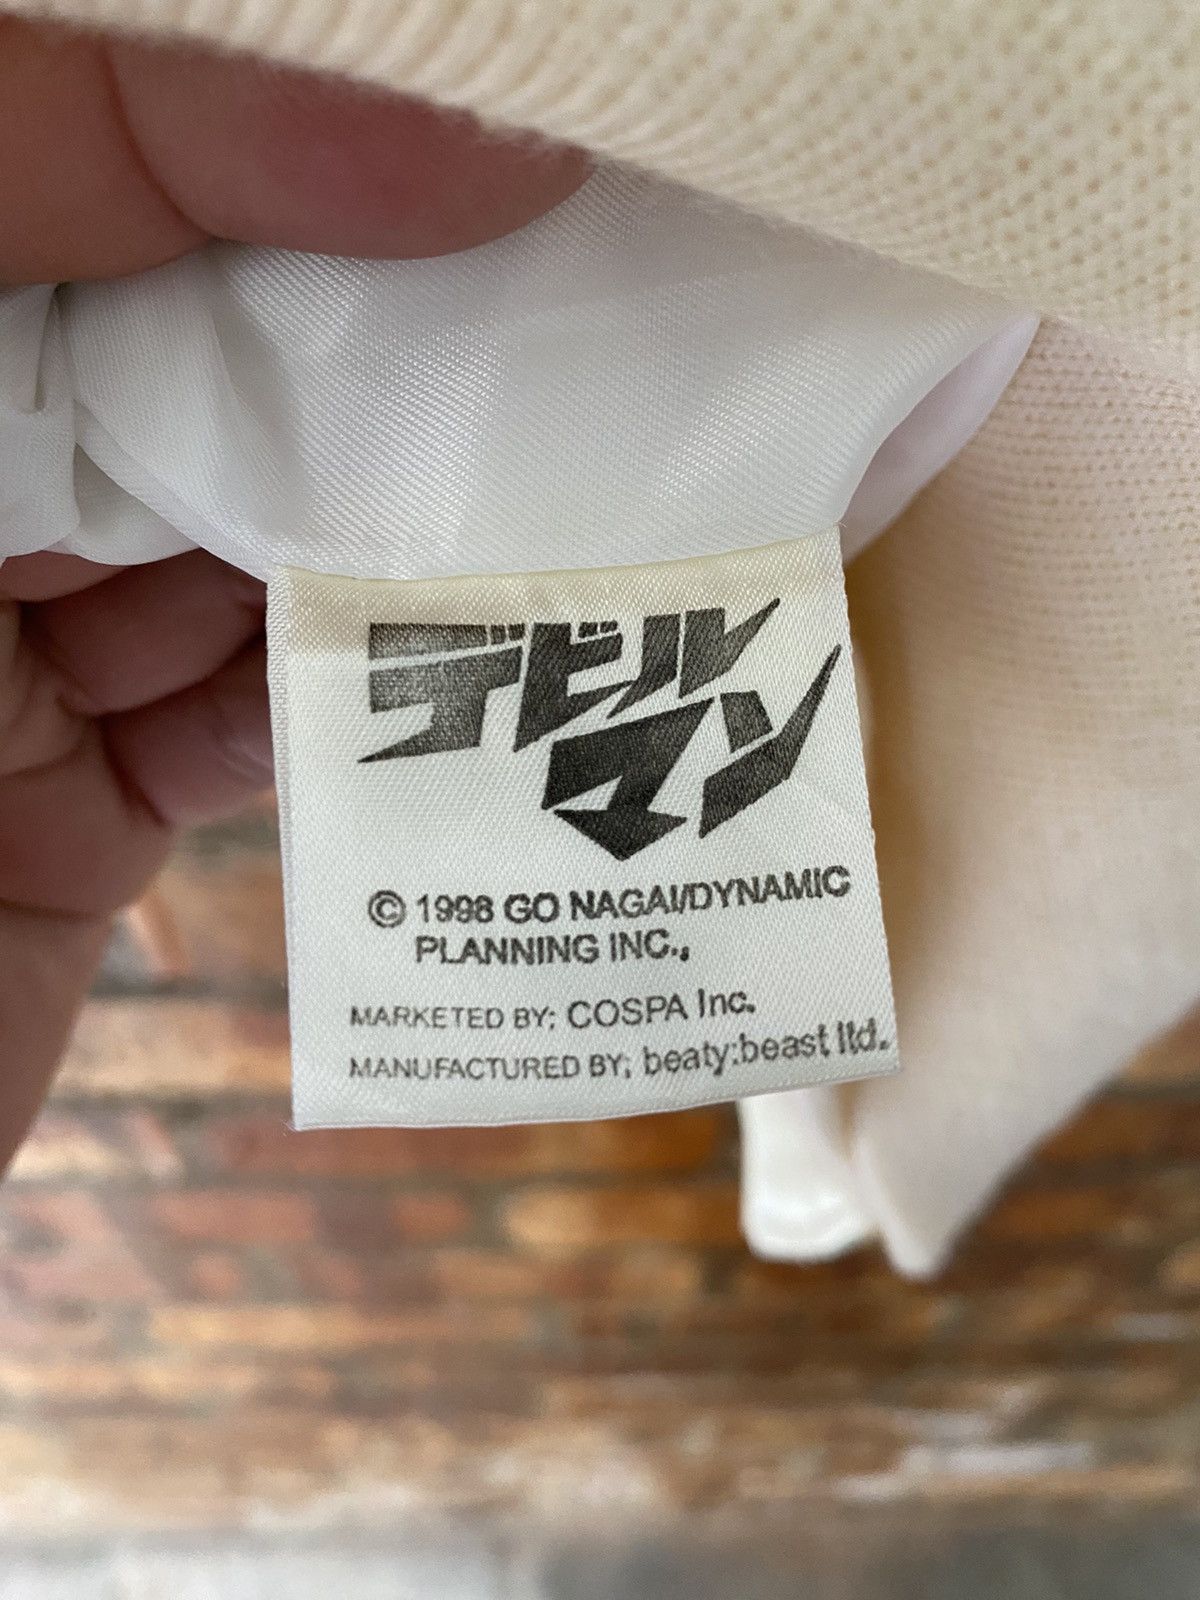 デビル
マン
© 1998 GO NAGAI/DYNAMIC
PLANNING INC.,
MARKETED BY; COSPA Inc.
MANUFACTURED BY; beaty:beast ltd.